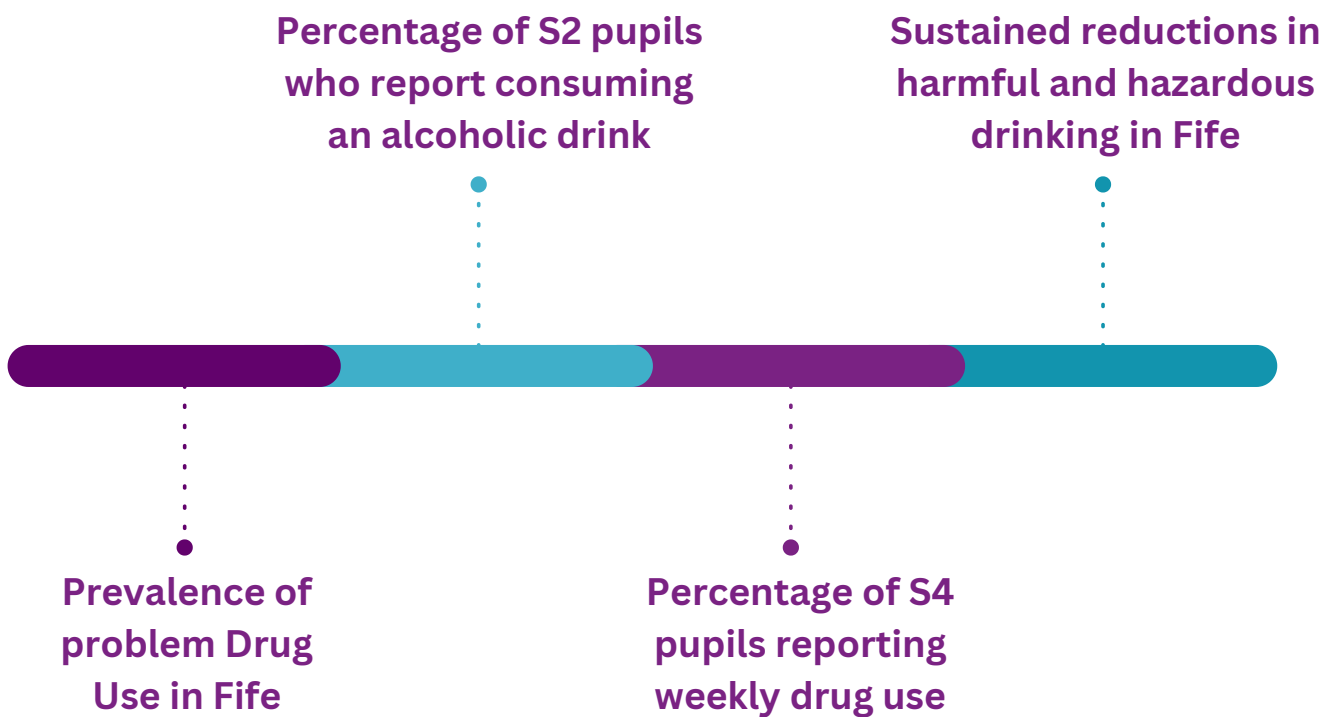 Percentage of S2 pupils
who report consuming
an alcoholic drink
Sustained reductions in
harmful and hazardous
drinking in Fife
Prevalence of
problem Drug
Use in Fife
Percentage of S4
pupils reporting
weekly drug use